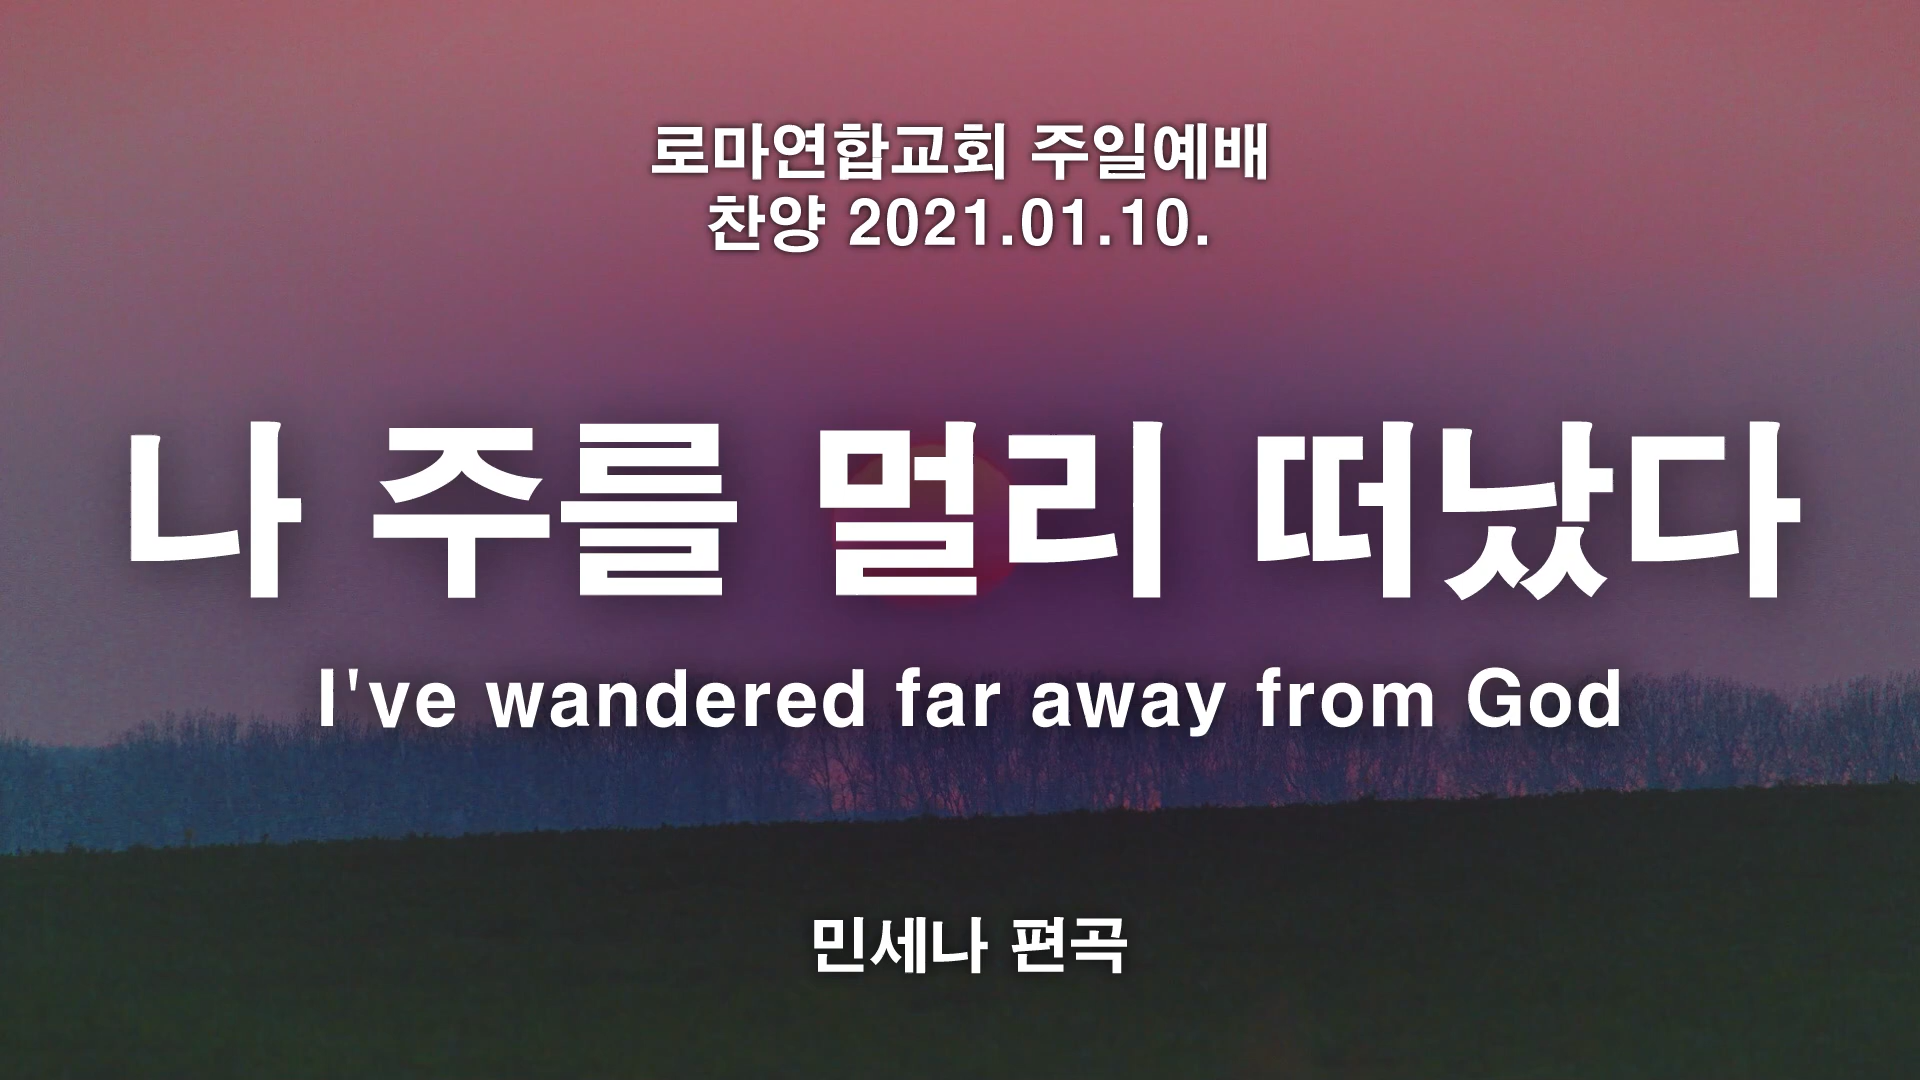 로마연합교회 주일예배
찬양 2021.01.10.
나 주를 멀리 떠났다
I've wandered far away from God
민세나 편곡